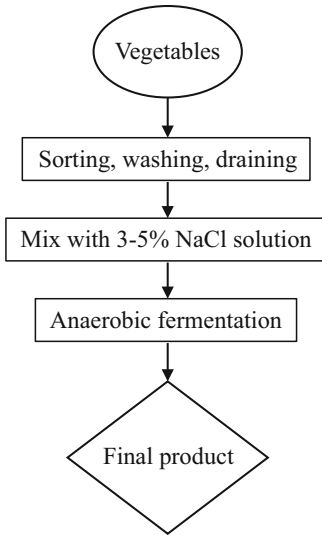 Vegetables
Sorting, washing, draining
Mix with 3-5% NaCl solution
Anaerobic fermentation
Final product